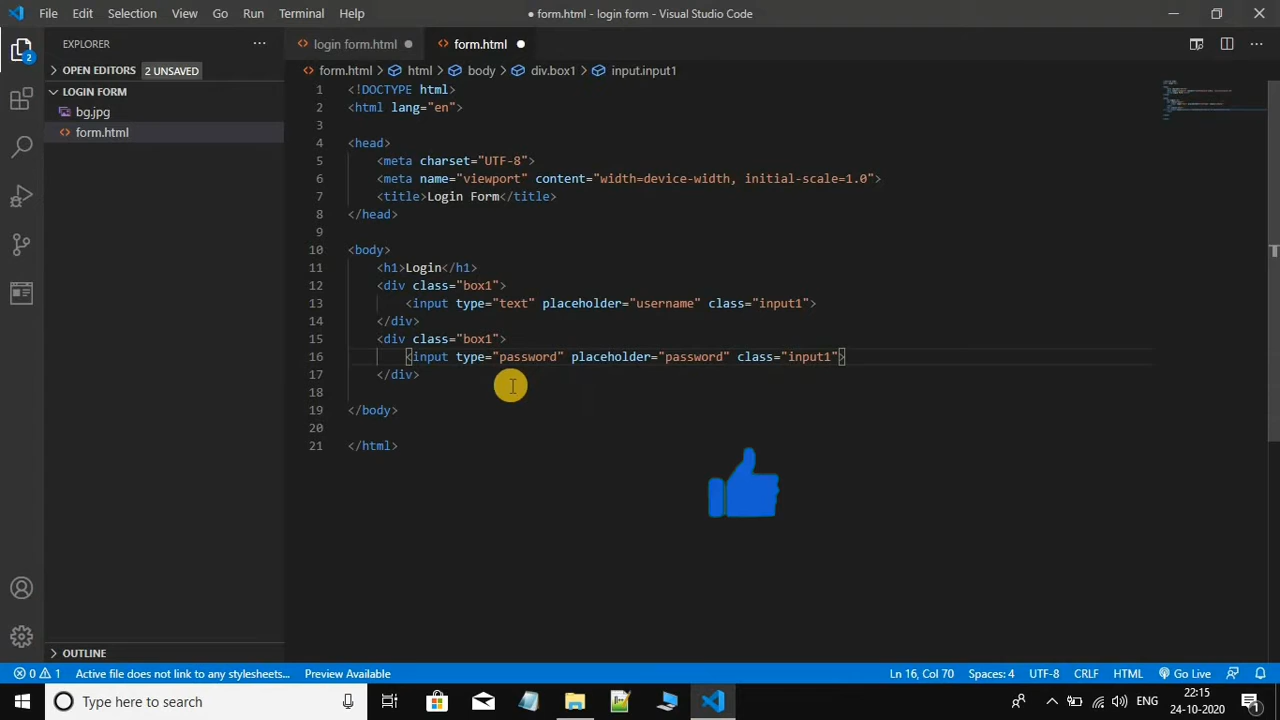 File Edit Selection View Go Run Terminal Help
● form.html - login form - Visual Studio Code
EXPLORER
login form.html
form.html
OPEN EDITORS 2 UNSAVED
form.html > html > body > div.box1 > input.input1
LOGIN FORM
bg.jpg
form.html
1 <!DOCTYPE html>
2 <html lang="en">
3
4 <head>
5 <meta charset="UTF-8">
6 <meta name="viewport" content="width=device-width, initial-scale=1.0">
7 <title>Login Form</title>
8 </head>
9
10 <body>
11 <h1>Login</h1>
12 <div class="box1">
13 <input type="text" placeholder="username" class="input1">
14 </div>
15 <div class="box1">
16 <input type="password" placeholder="password" class="input1">
17 </div>
18
19 </body>
20
21 </html>
2
OUTLINE
0 1 Active file does not link to any stylesheets... Preview Available
Ln 16, Col 70 Spaces: 4 UTF-8 CRLF HTML Go Live
Type here to search
ENG
22:15
24-10-2020
1